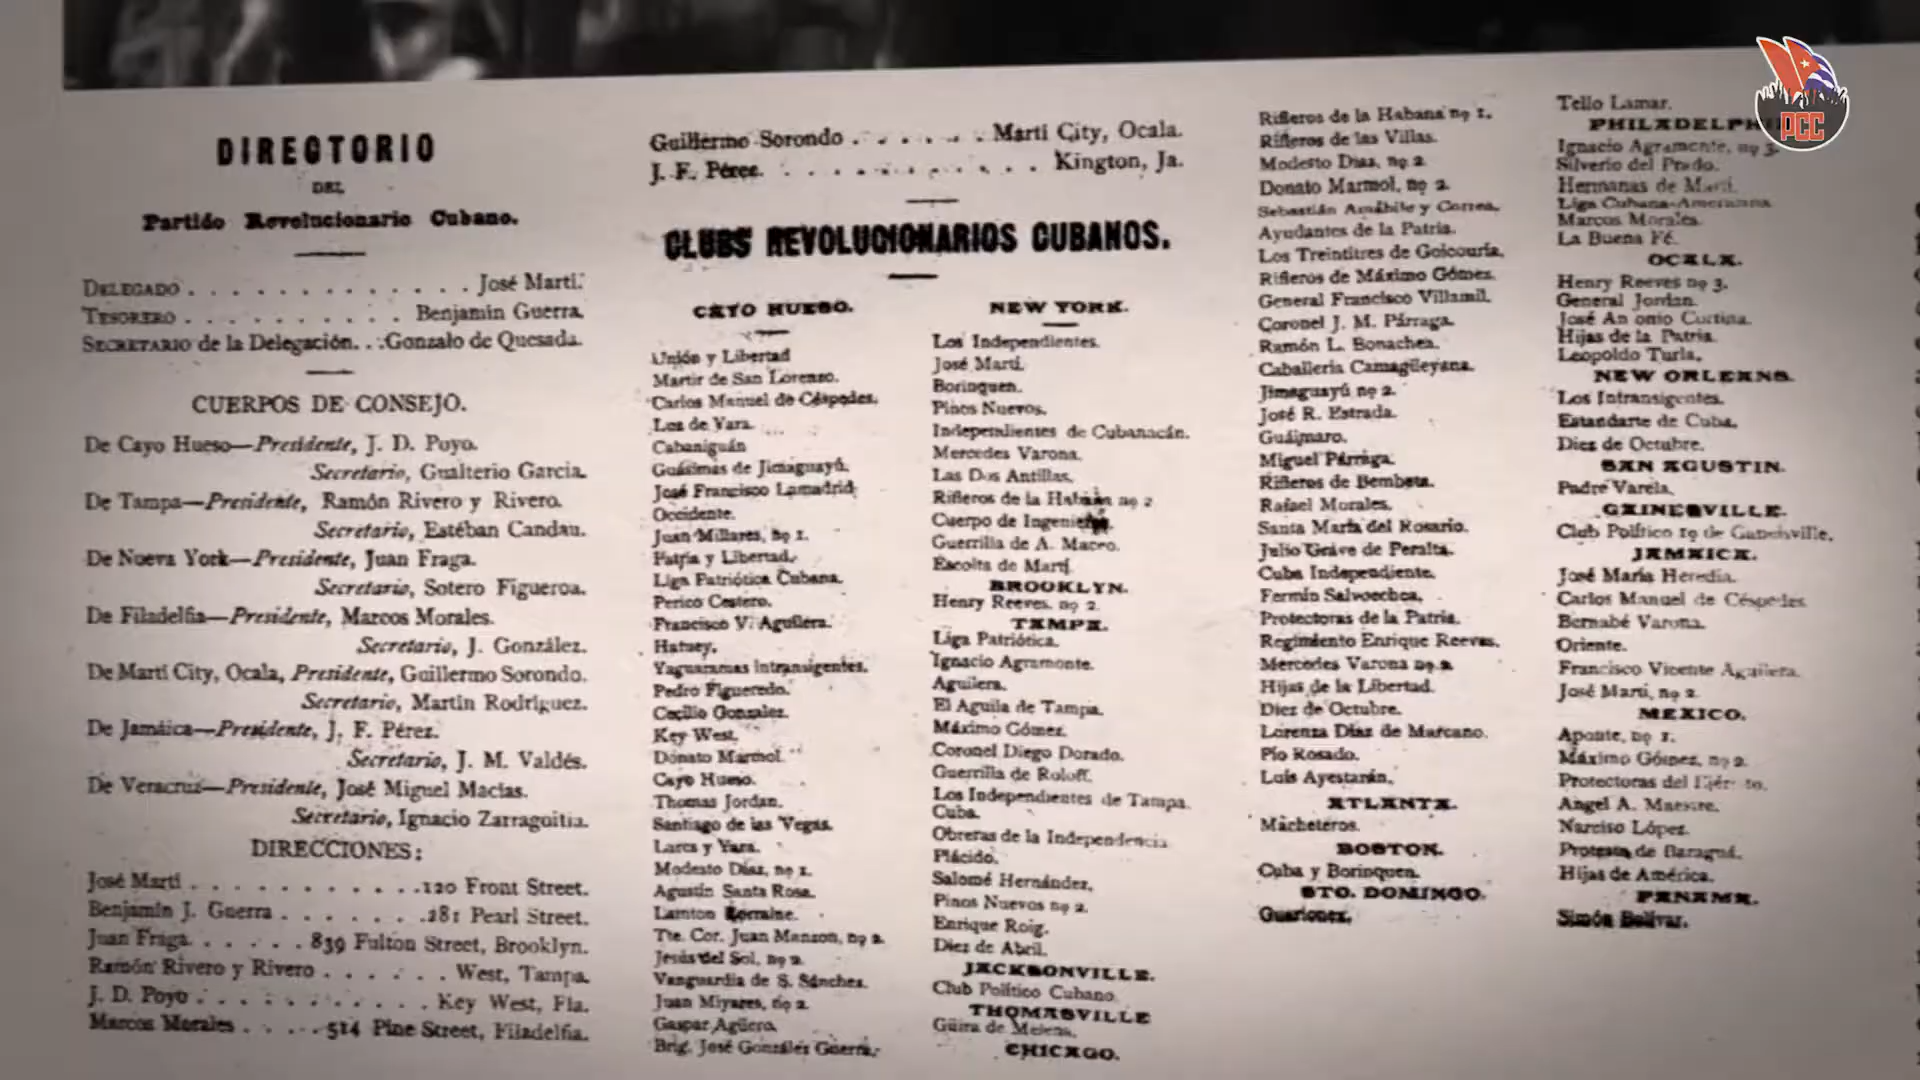 DIRECTORIO
DEL
Partido Revolucionario Cubano.
DELEGADO . . . . . . . . . . . . . José Martí.
TESORERO . . . . . . . . . . Benjamín Guerra.
SECRETARIO de la Delegación. . .Gonzalo de Quesada.
CUERPOS DE CONSEJO.
De Cayo Hueso—Presidente, J. D. Poyo.
Secretario, Gualterio García.
De Tampa—Presidente, Ramón Rivero y Rivero.
Secretario, Estéban Candau.
De Nueva York—Presidente, Juan Fraga.
Secretario, Sotero Figueroa.
De Filadelfia—Presidente, Marcos Morales.
Secretario, J. González.
De Martí City, Ocala, Presidente, Guillermo Sorondo.
Secretario, Martín Rodríguez.
De Jamáica—Presidente, J. F. Pérez.
Secretario, J. M. Valdés.
De Veracruz—Presidente, José Miguel Macías.
Secretario, Ignacio Zarragoitia.
DIRECCIONES:
José Martí . . . . . . . . . . . . .120 Front Street.
Benjamín J. Guerra . . . . . . .281 Pearl Street.
Juan Fraga. . . . . . 839 Fulton Street, Brooklyn.
Ramón Rivero y Rivero . . . . . . West, Tampa.
J. D. Poyo . . . . . . . . . . . Key West, Fla.
Marcos Morales . . . . .514 Pine Street, Filadelfia.
Guillermo Sorondo . . . . . . Martí City, Ocala.
J. F. Pérez. . . . . . . . . . . . Kington, Ja.
CLUBS REVOLUCIONARIOS CUBANOS.
CAYO HUESO.
Unión y Libertad
Martir de San Lorenzo.
Carlos Manuel de Céspedes.
Los de Yara.
Cabaniguán
Guásimas de Jimaguayú.
José Francisco Lamadrid
Occidente.
Juan Millares, nº 1.
Patria y Libertad.
Liga Patriótica Cubana.
Perico Cestero.
Francisco V. Aguilera.
Hatuey.
Yaguaramas Intransigentes.
Pedro Figueredo.
Cecilio Gonzalez.
Key West.
Donato Marmol.
Cayo Hueso.
Thomas Jordan.
Santiago de las Vegas.
Lares y Yara.
Modesto Díaz, nº 1.
Agustín Santa Rosa.
Lamton Lorraine.
Tte. Cor. Juan Monzon, nº 2.
Jesús del Sol, nº 2
Vanguardia de S. Sánchez.
Juan Miyares, nº 2
Gaspar Agüero.
Brig. José González Guerra.
NEW YORK.
Los Independientes.
José Martí.
Borinquen.
Pinos Nuevos.
Independientes de Cubanacán.
Mercedes Varona.
Las Dos Antillas.
Rifleros de la Habana nº 2
Cuerpo de Ingenieros.
Guerrilla de A. Maceo.
Escolta de Martí.
BROOKLYN.
Henry Reeves, nº 2.
TAMPA.
Liga Patriótica.
Ignacio Agramonte.
Aguilera.
El Aguila de Tampa.
Máximo Gómez.
Coronel Diego Dorado.
Guerrilla de Roloff.
Los Independientes de Tampa.
Cuba.
Obreras de la Independencia
Plácido.
Salomé Hernández.
Pinos Nuevos nº 2.
Enrique Roig.
Diez de Abril.
JACKSONVILLE.
Club Político Cubano.
THOMASVILLE
Güira de Melena.
CHICAGO.
Rifleros de la Habana nº 1.
Rifleros de las Villas.
Modesto Diaz, nº 2.
Donato Marmol, nº 2.
Sebastián Amábile y Correa.
Ayudantes de la Patria.
Los Treintitres de Goicouría.
Rifleros de Máximo Gómez.
General Francisco Villamil.
Coronel J. M. Párraga.
Ramón L. Bonachea.
Caballería Camagüeyana.
Jimaguayú nº 2.
José R. Estrada.
Guáimaro.
Miguel Párraga.
Rifleros de Bembeta.
Rafael Morales.
Santa María del Rosario.
Julio Grave de Peralta.
Cuba Independiente.
Fermín Salvoechea.
Protectoras de la Patria.
Regimiento Enrique Reeves.
Mercedes Varona nº 2
Hijas de la Libertad.
Diez de Octubre.
Lorenza Díaz de Marcano.
Pío Rosado.
Luis Ayestarán.
ATLANTA.
Macheteros.
BOSTON.
Cuba y Borinquen.
STO. DOMINGO.
Guarionex.
Tello Lamar.
PHILADELPHI
Ignacio Agramonte, nº 3.
Silverio del Prado.
Hermanas de Martí.
Liga Cubana-Americana
Marcos Morales.
La Buena Fé.
OCALA.
Henry Reeves nº 3.
General Jordan.
José An onio Cortina.
Hijas de la Patria.
Leopoldo Turla.
NEW ORLEANS.
Los Intransigentes.
Estandarte de Cuba.
Diez de Octubre.
SAN AGUSTIN.
Padre Varela.
GAINESVILLE.
Club Político 19 de
JAMAICA.
José María Heredia.
Carlos Manuel de Céspedes.
Bernabé Varona.
Oriente.
Francisco Vicente Aguilera.
José Martí, nº 2
MEXICO.
Aponte, nº 1.
Máximo Gómez, nº 2.
Protectoras del Ejérc to.
Angel A. Maestre.
Narciso López.
Protesta de Baraguá.
Hijas de América.
PANAMA.
Simón Bolívar.
PCC